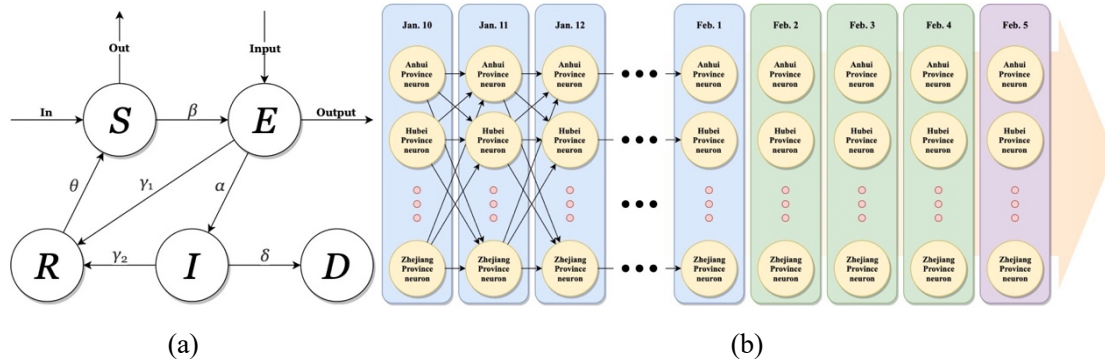 Out
Input
In
S
β
E
Output
θ
γ₁
α
R
γ₂
I
δ
D
(a)
Jan. 10
Jan. 11
Jan. 12
Feb. 1
Feb. 2
Feb. 3
Feb. 4
Feb. 5
Anhui
Province
neuron
Anhui
Province
neuron
Anhui
Province
neuron
Anhui
Province
neuron
Anhui
Province
neuron
Anhui
Province
neuron
Anhui
Province
neuron
Anhui
Province
neuron
Hubei
Province
neuron
Hubei
Province
neuron
Hubei
Province
neuron
Hubei
Province
neuron
Hubei
Province
neuron
Hubei
Province
neuron
Hubei
Province
neuron
Hubei
Province
neuron
Zhejiang
Province
neuron
Zhejiang
Province
neuron
Zhejiang
Province
neuron
Zhejiang
Province
neuron
Zhejiang
Province
neuron
Zhejiang
Province
neuron
Zhejiang
Province
neuron
Zhejiang
Province
neuron
(b)